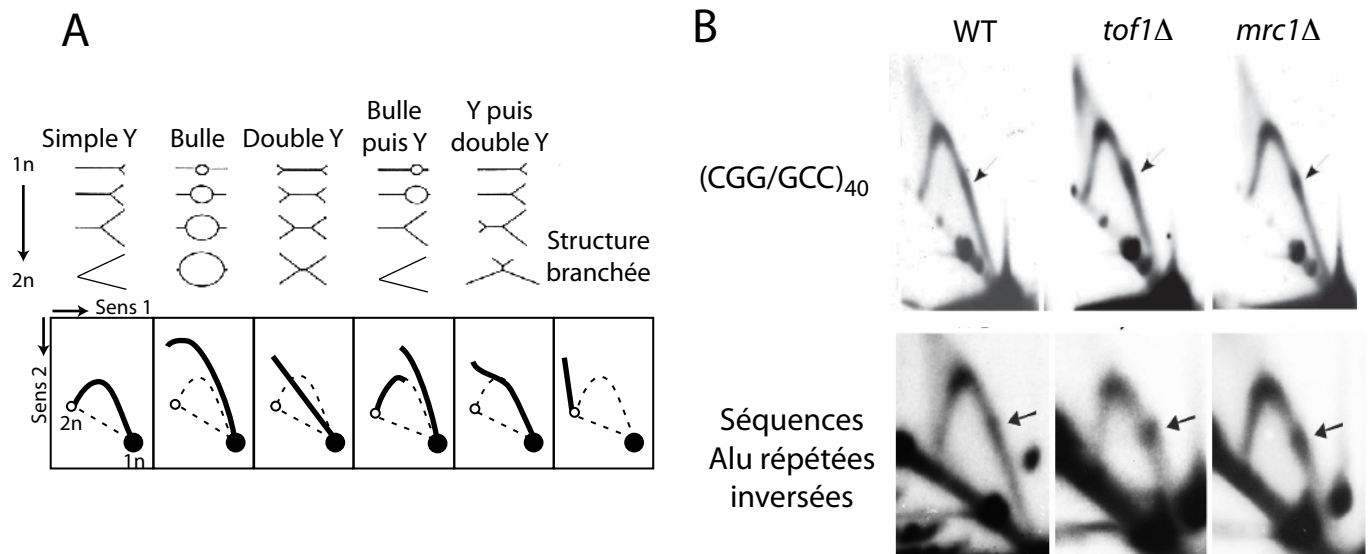 A
Simple Y
Bulle
Double Y
Bulle
puis Y
Y puis
double Y
1n
2n
Structure
branchée
Sens 1
Sens 2
2n
1n
B
WT
tof1Δ
mrc1Δ
(CGG/GCC)40
Séquences
Alu répétées
inversées